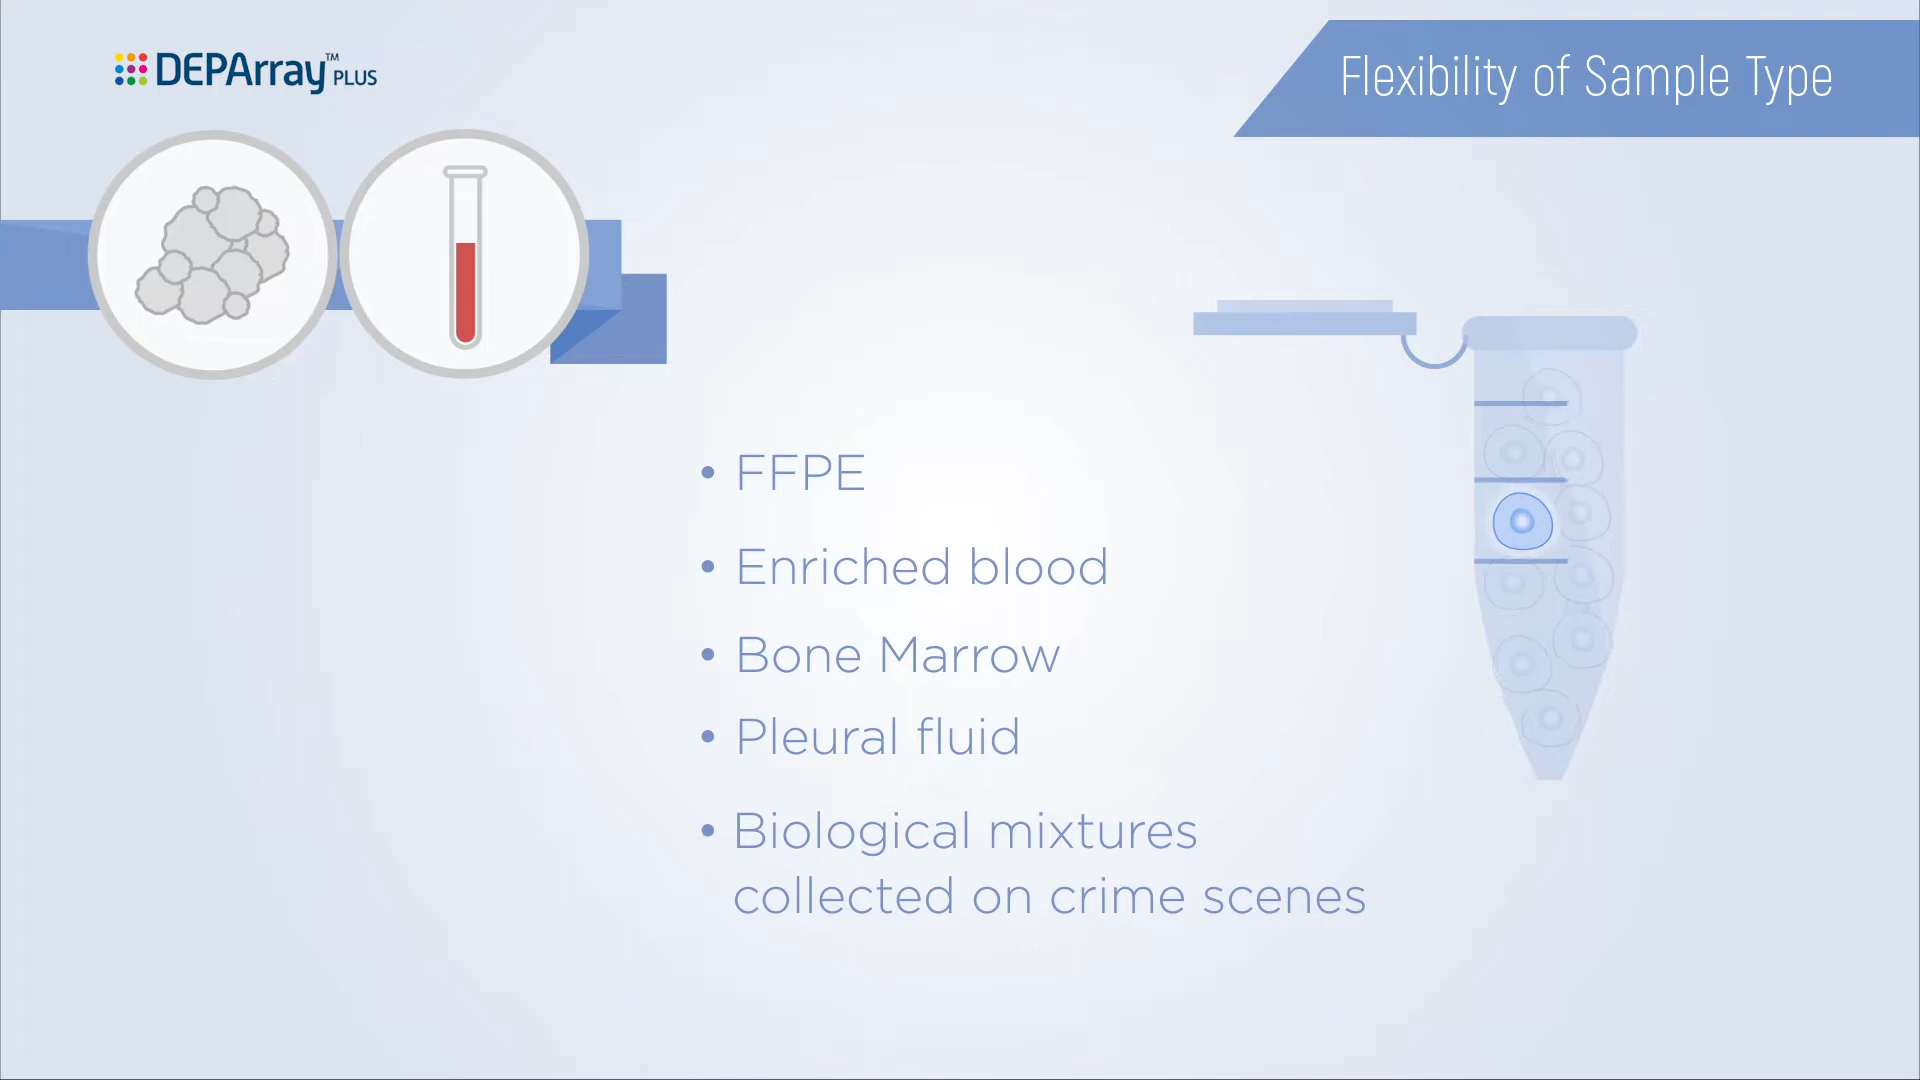 DEPArray™ PLUS
Flexibility of Sample Type
• FFPE
• Enriched blood
• Bone Marrow
• Pleural fluid
• Biological mixtures
collected on crime scenes